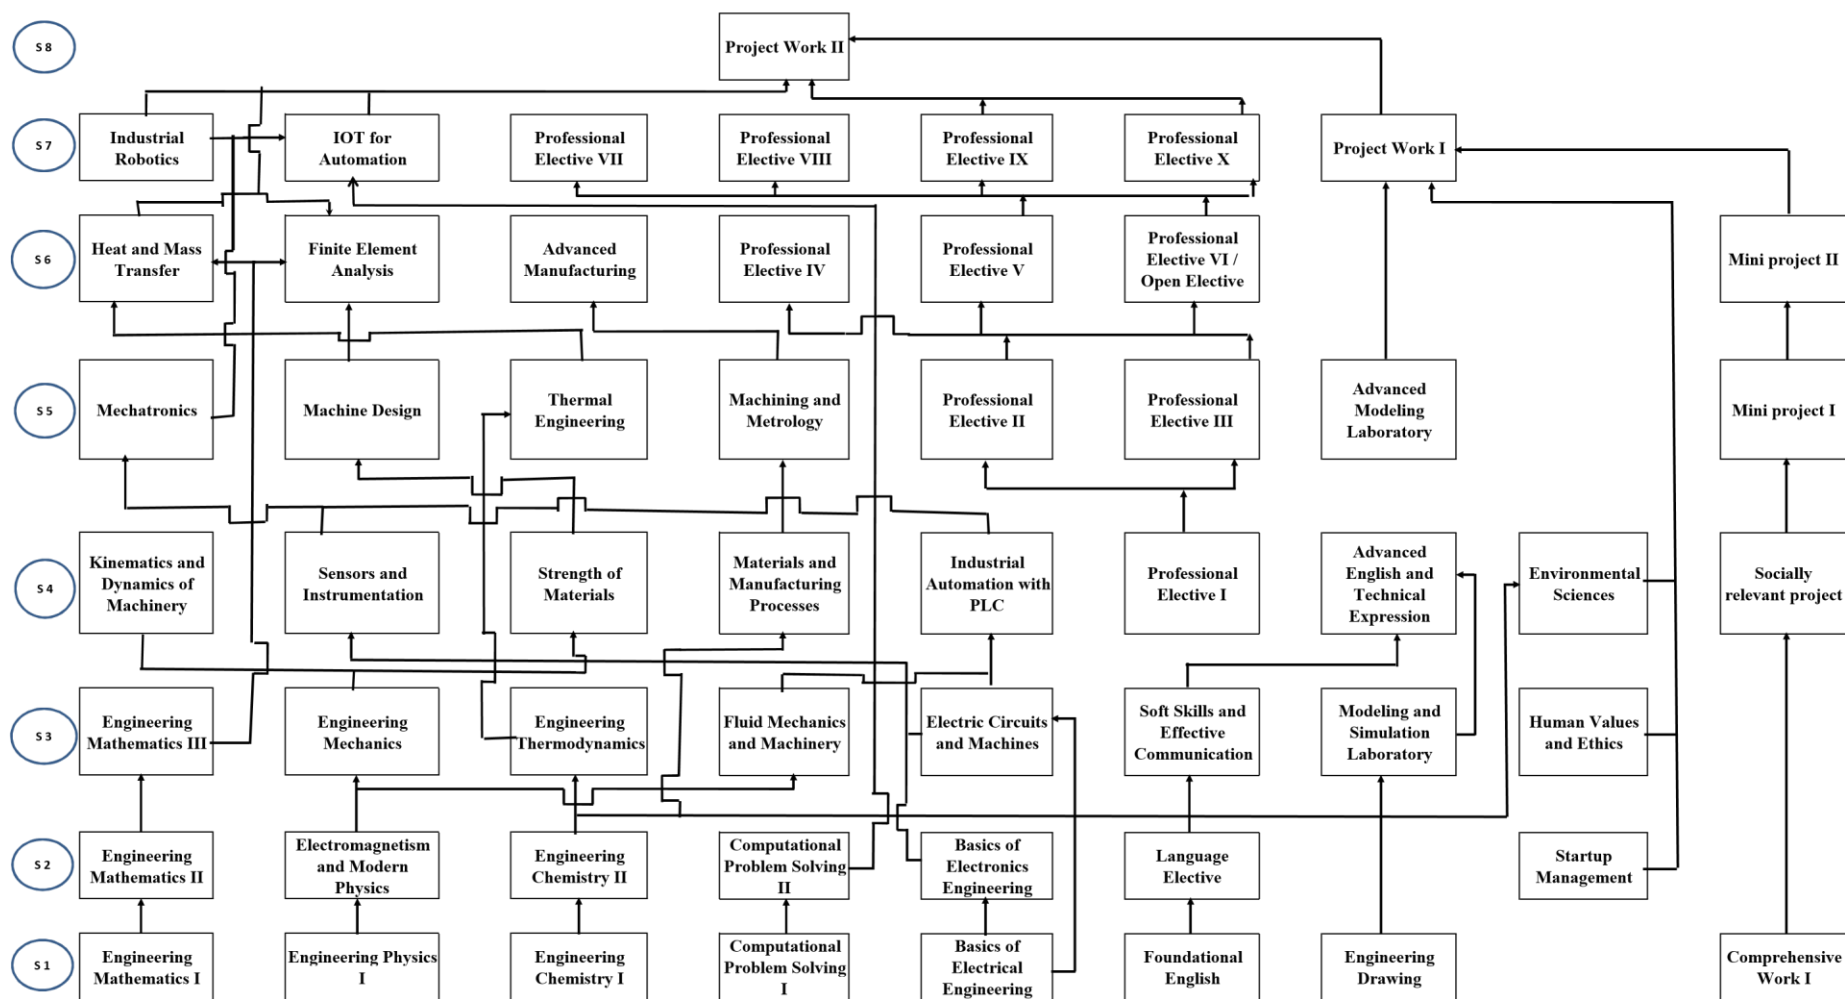 S 8
Project Work II
S 7
Industrial
Robotics
IOT for
Automation
Professional
Elective VII
Professional
Elective VIII
Professional
Elective IX
Professional
Elective X
Project Work I
S 6
Heat and Mass
Transfer
Finite Element
Analysis
Advanced
Manufacturing
Professional
Elective IV
Professional
Elective V
Professional
Elective VI /
Open Elective
Mini project II
S 5
Mechatronics
Machine Design
Thermal
Engineering
Machining and
Metrology
Professional
Elective II
Professional
Elective III
Advanced
Modeling
Laboratory
Mini project I
S 4
Kinematics and
Dynamics of
Machinery
Sensors and
Instrumentation
Strength of
Materials
Materials and
Manufacturing
Processes
Industrial
Automation with
PLC
Professional
Elective I
Advanced
English and
Technical
Expression
Environmental
Sciences
Socially
relevant project
S 3
Engineering
Mathematics III
Engineering
Mechanics
Engineering
Thermodynamics
Fluid Mechanics
and Machinery
Electric Circuits
and Machines
Soft Skills and
Effective
Communication
Modeling and
Simulation
Laboratory
Human Values
and Ethics
S 2
Engineering
Mathematics II
Electromagnetism
and Modern
Physics
Engineering
Chemistry II
Computational
Problem Solving
II
Basics of
Electronics
Engineering
Language
Elective
Startup
Management
S 1
Engineering
Mathematics I
Engineering Physics
I
Engineering
Chemistry I
Computational
Problem Solving
I
Basics of
Electrical
Engineering
Foundational
English
Engineering
Drawing
Comprehensive
Work I